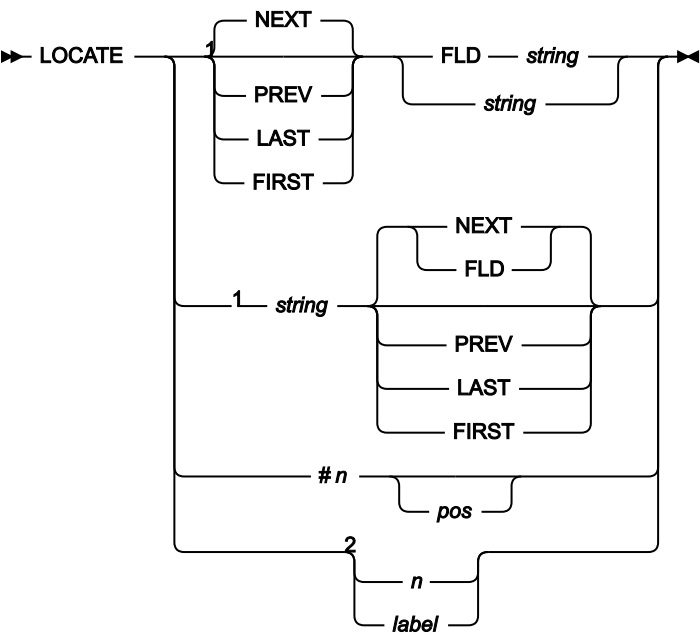 NEXT
LOCATE 1 FLD string
PREV string
LAST
FIRST
NEXT
FLD
1 string
PREV
LAST
FIRST
# n
pos
2
n
label